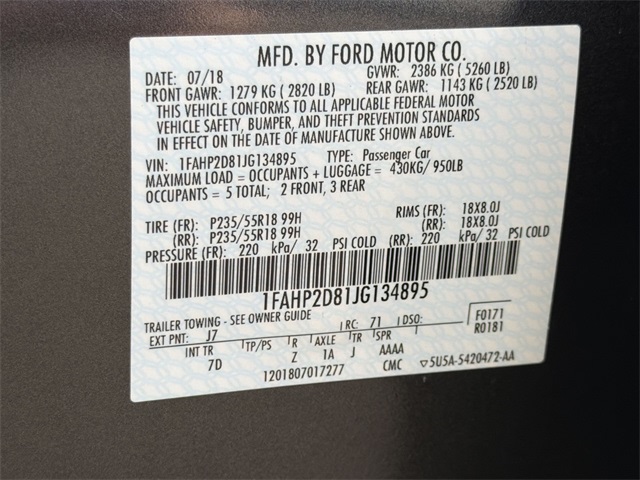 MFD. BY FORD MOTOR CO.
DATE: 07/18 GVWR: 2386 KG ( 5260 LB)
FRONT GAWR: 1279 KG ( 2820 LB) REAR GAWR: 1143 KG ( 2520 LB)
THIS VEHICLE CONFORMS TO ALL APPLICABLE FEDERAL MOTOR
VEHICLE SAFETY, BUMPER, AND THEFT PREVENTION STANDARDS
IN EFFECT ON THE DATE OF MANUFACTURE SHOWN ABOVE.
VIN: 1FAHP2D81JG134895 TYPE: Passenger Car
MAXIMUM LOAD = OCCUPANTS + LUGGAGE = 430KG/ 950LB
OCCUPANTS = 5 TOTAL; 2 FRONT, 3 REAR
TIRE (FR): P235/55R18 99H RIMS (FR): 18X8.0J
(RR): P235/55R18 99H (RR): 18X8.0J
PRESSURE (FR): 220 kPa/ 32 PSI COLD (RR): 220 kPa/ 32 PSI COLD
1FAHP2D81JG134895
TRAILER TOWING - SEE OWNER GUIDE
EXT PNT: J7 RC: 71 DSO: F0171
INT TR TP/PS R AXLE TR SPR R0181
7D Z 1A J AAAA
1201807017277 CMC 5U5A-5420472-AA